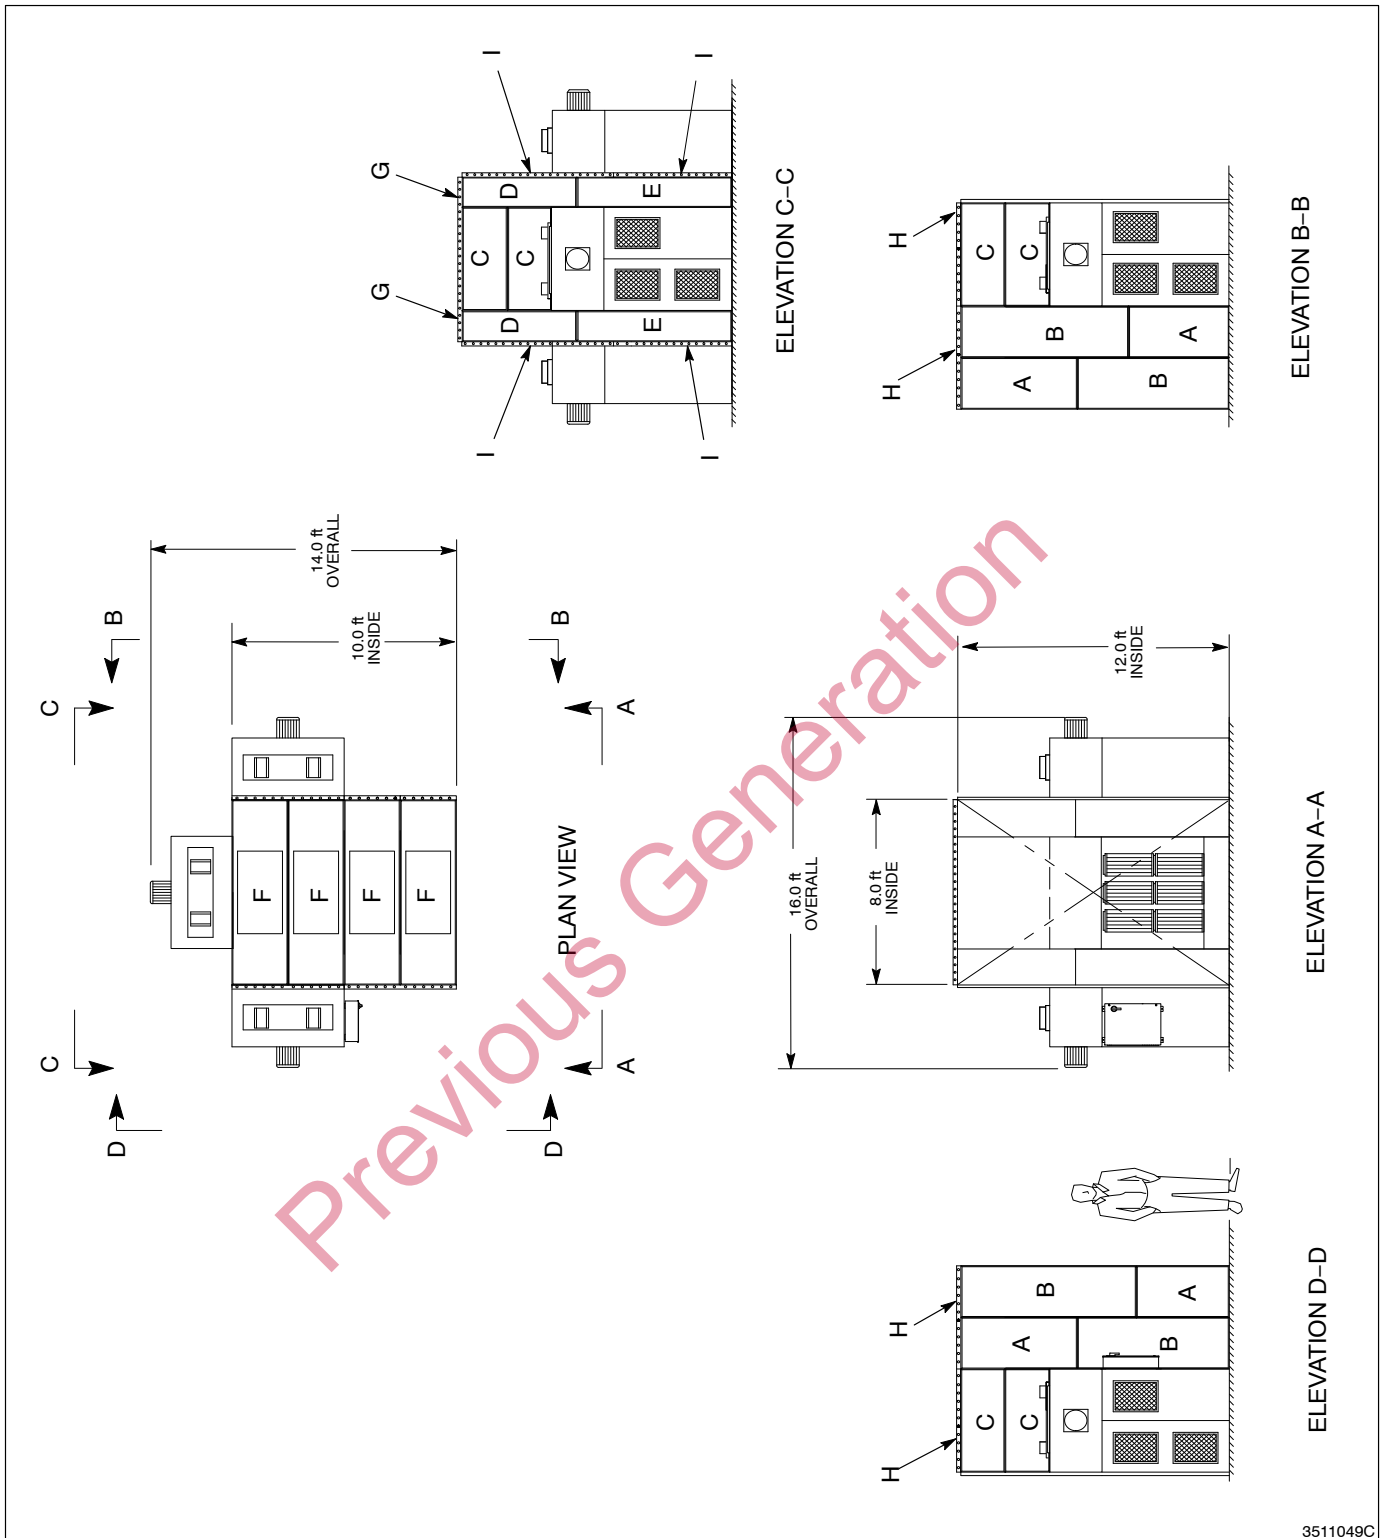 D
C
C
B
14.0 ft
OVERALL
10.0 ft
INSIDE
F
F
F
F
D
A
A
B
PLAN VIEW
I
G
G
I
I
I
D
C
C
D
E
E
ELEVATION C–C
H
H
C
C
B
A
A
B
ELEVATION B–B
16.0 ft
OVERALL
8.0 ft
INSIDE
12.0 ft
INSIDE
ELEVATION A–A
H
H
C
C
A
B
B
A
ELEVATION D–D
Previous Generation
3511049C